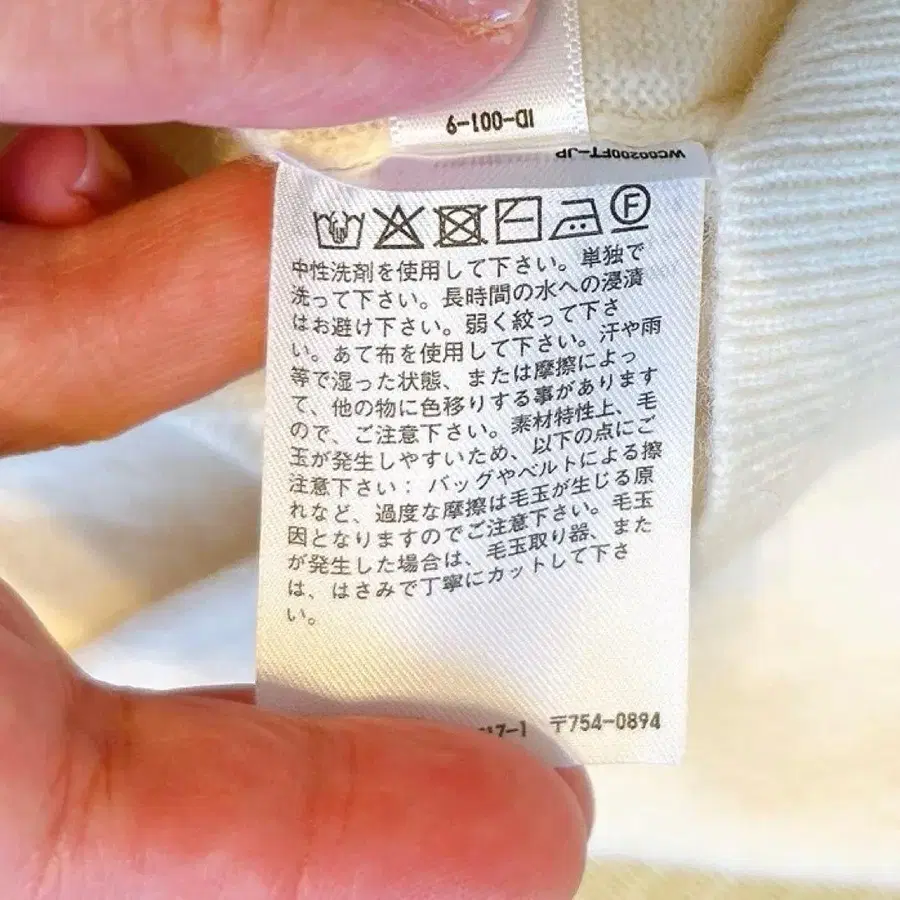 ID-001-9
WC00200FT-JP
F
中性洗剤を使用して下さい。単独で
洗って下さい。長時間の水への浸漬
はお避け下さい。弱く絞って下さ
い。あて布を使用して下さい。汗や雨
等で湿った状態、または摩擦によっ
て、他の物に色移りする事があります
ので、ご注意下さい。素材特性上、毛
玉が発生しやすいため、以下の点にご
注意下さい：バッグやベルトによる擦
れなど、過度な摩擦は毛玉が生じる原
因となりますのでご注意下さい。毛玉
が発生した場合は、毛玉取り器、また
は、はさみで丁寧にカットして下さ
い。
17-1 〒754-0894